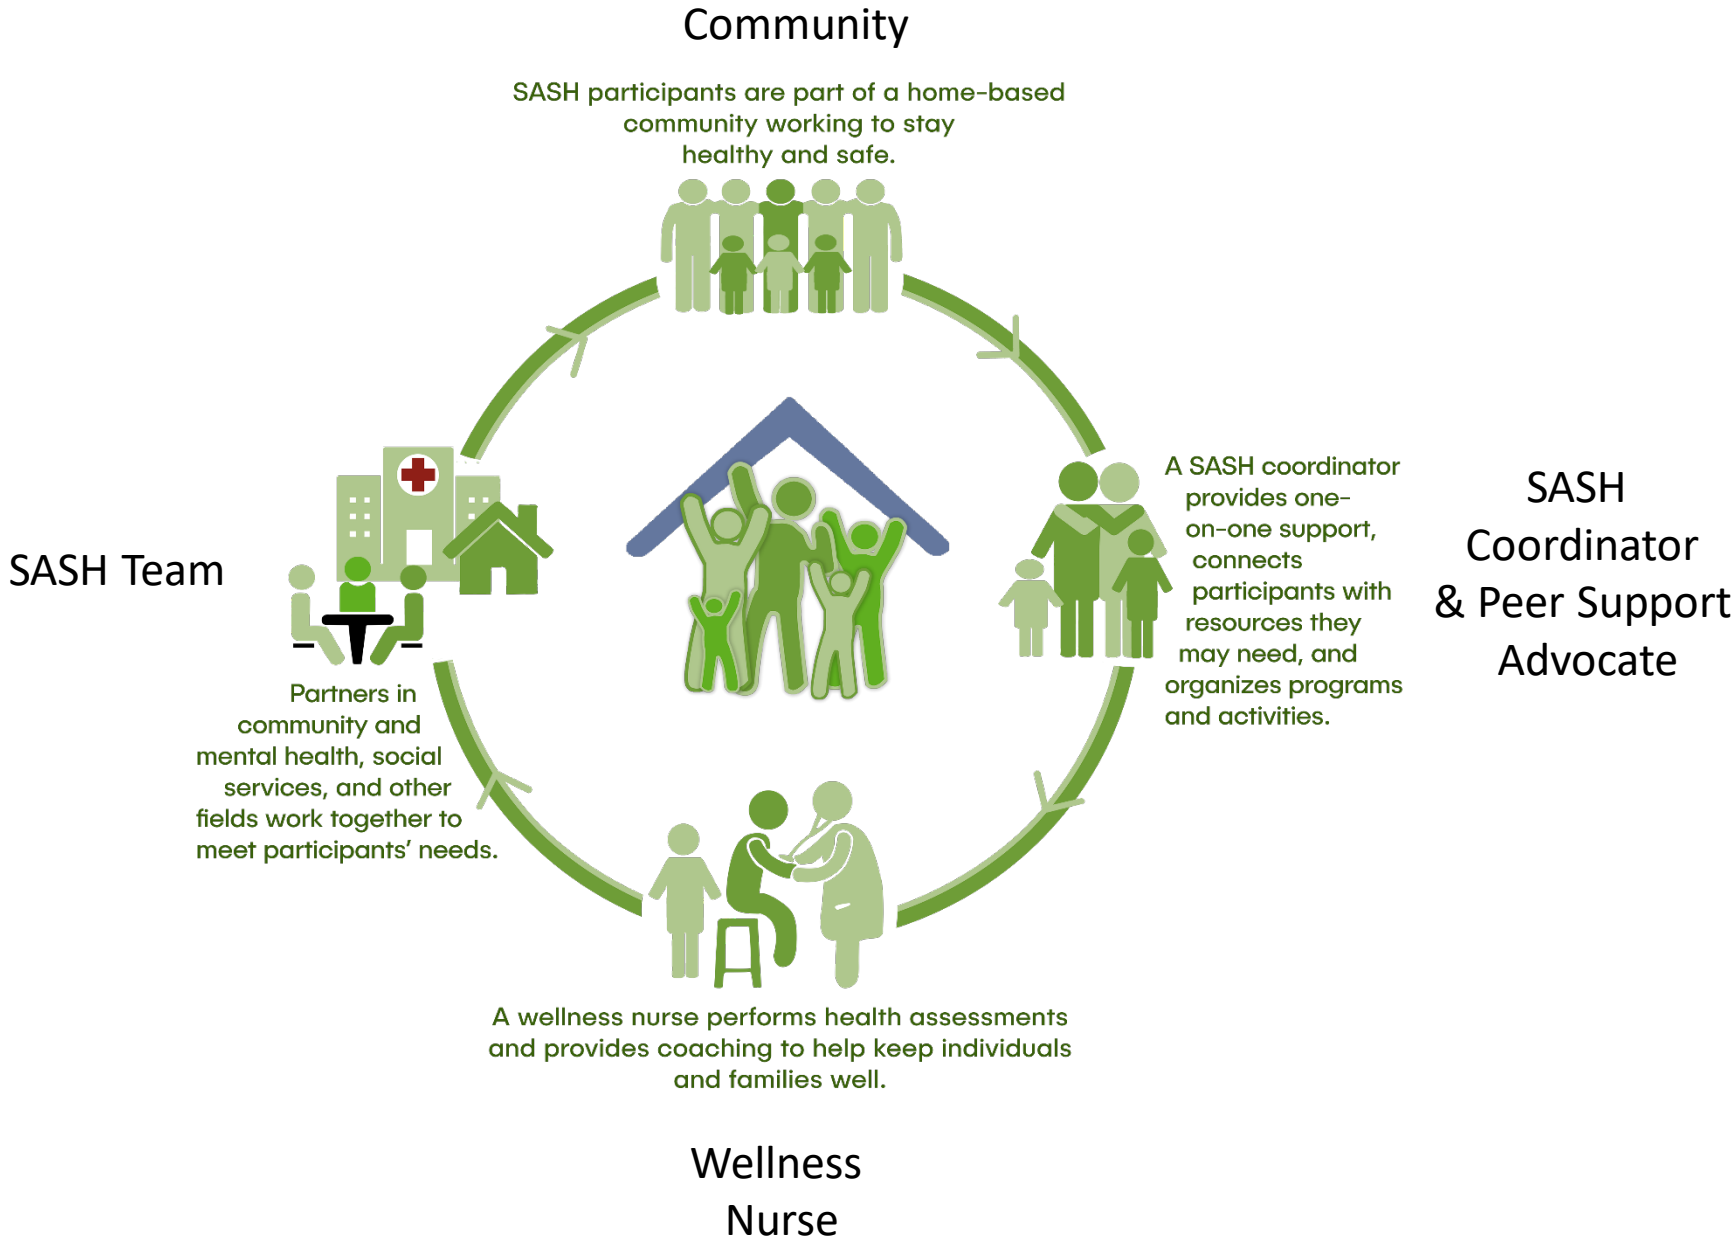 Community
SASH participants are part of a home-based
community working to stay
healthy and safe.
A SASH coordinator
provides one-
on-one support,
connects
participants with
resources they
may need, and
organizes programs
and activities.
SASH
Coordinator
& Peer Support
Advocate
SASH Team
Partners in
community and
mental health, social
services, and other
fields work together to
meet participants’ needs.
A wellness nurse performs health assessments
and provides coaching to help keep individuals
and families well.
Wellness
Nurse